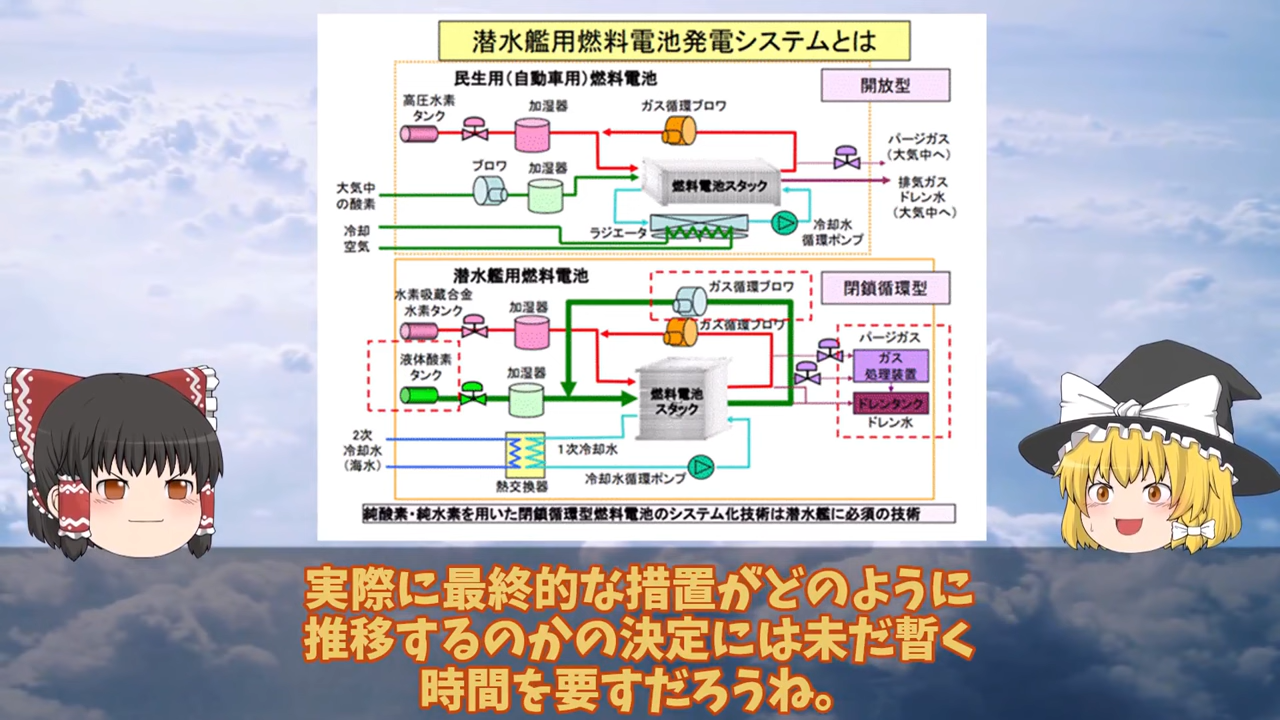 潜水艦用燃料電池発電システムとは
民生用(自動車用)燃料電池
開放型
高圧水素
タンク
加湿器
ガス循環ブロワ
パージガス
(大気中へ)
ブロワ
加湿器
燃料電池スタック
大気中
の酸素
排気ガス
ドレン水
(大気中へ)
冷却
空気
ラジエータ
冷却水
循環ポンプ
潜水艦用燃料電池
閉鎖循環型
水素吸蔵合金
水素タンク
加湿器
ガス循環ブロワ
ガス循環ブロワ
パージガス
液体酸素
タンク
加湿器
燃料電池
スタック
ガス
処理装置
ドレンタンク
ドレン水
2次
冷却水
(海水)
1次冷却水
熱交換器
冷却水循環ポンプ
純酸素・純水素を用いた閉鎖循環型燃料電池のシステム化技術は潜水艦に必須の技術
実際に最終的な措置がどのように
推移するのかの決定には未だ暫く
時間を要すだろうね。